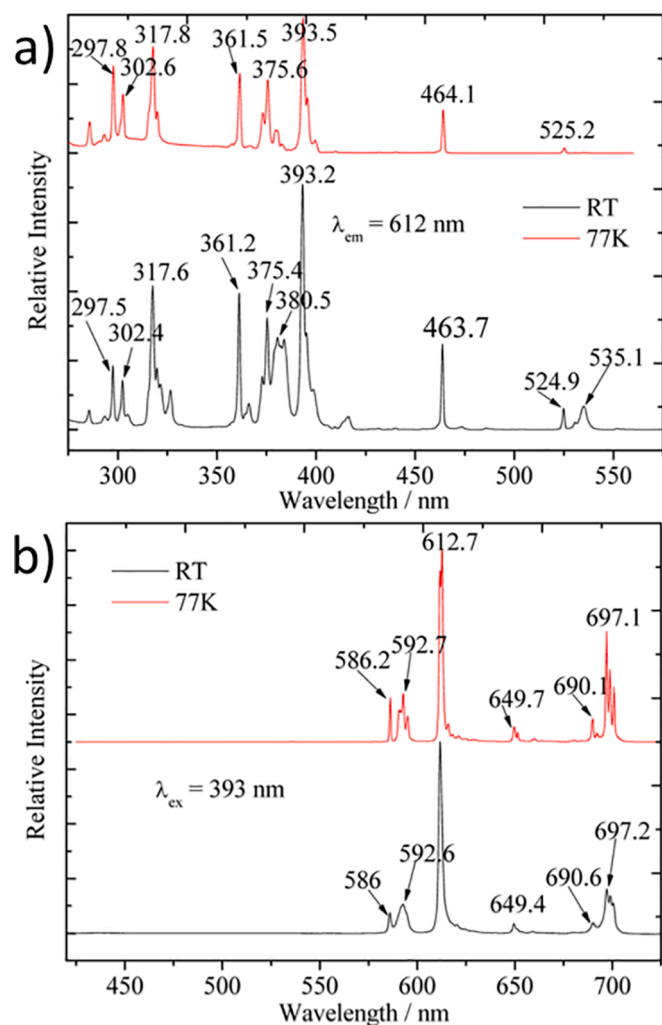 a)
297.8
317.8
302.6
361.5
375.6
393.5
464.1
525.2
λem = 612 nm
RT
77K
297.5
302.4
317.6
361.2
375.4
380.5
393.2
463.7
524.9
535.1
Relative Intensity
300 350 400 450 500 550
Wavelength / nm
b)
RT
77K
586.2
592.7
612.7
649.7
690.1
697.1
λex = 393 nm
586
592.6
649.4
690.6
697.2
Relative Intensity
450 500 550 600 650 700
Wavelength / nm